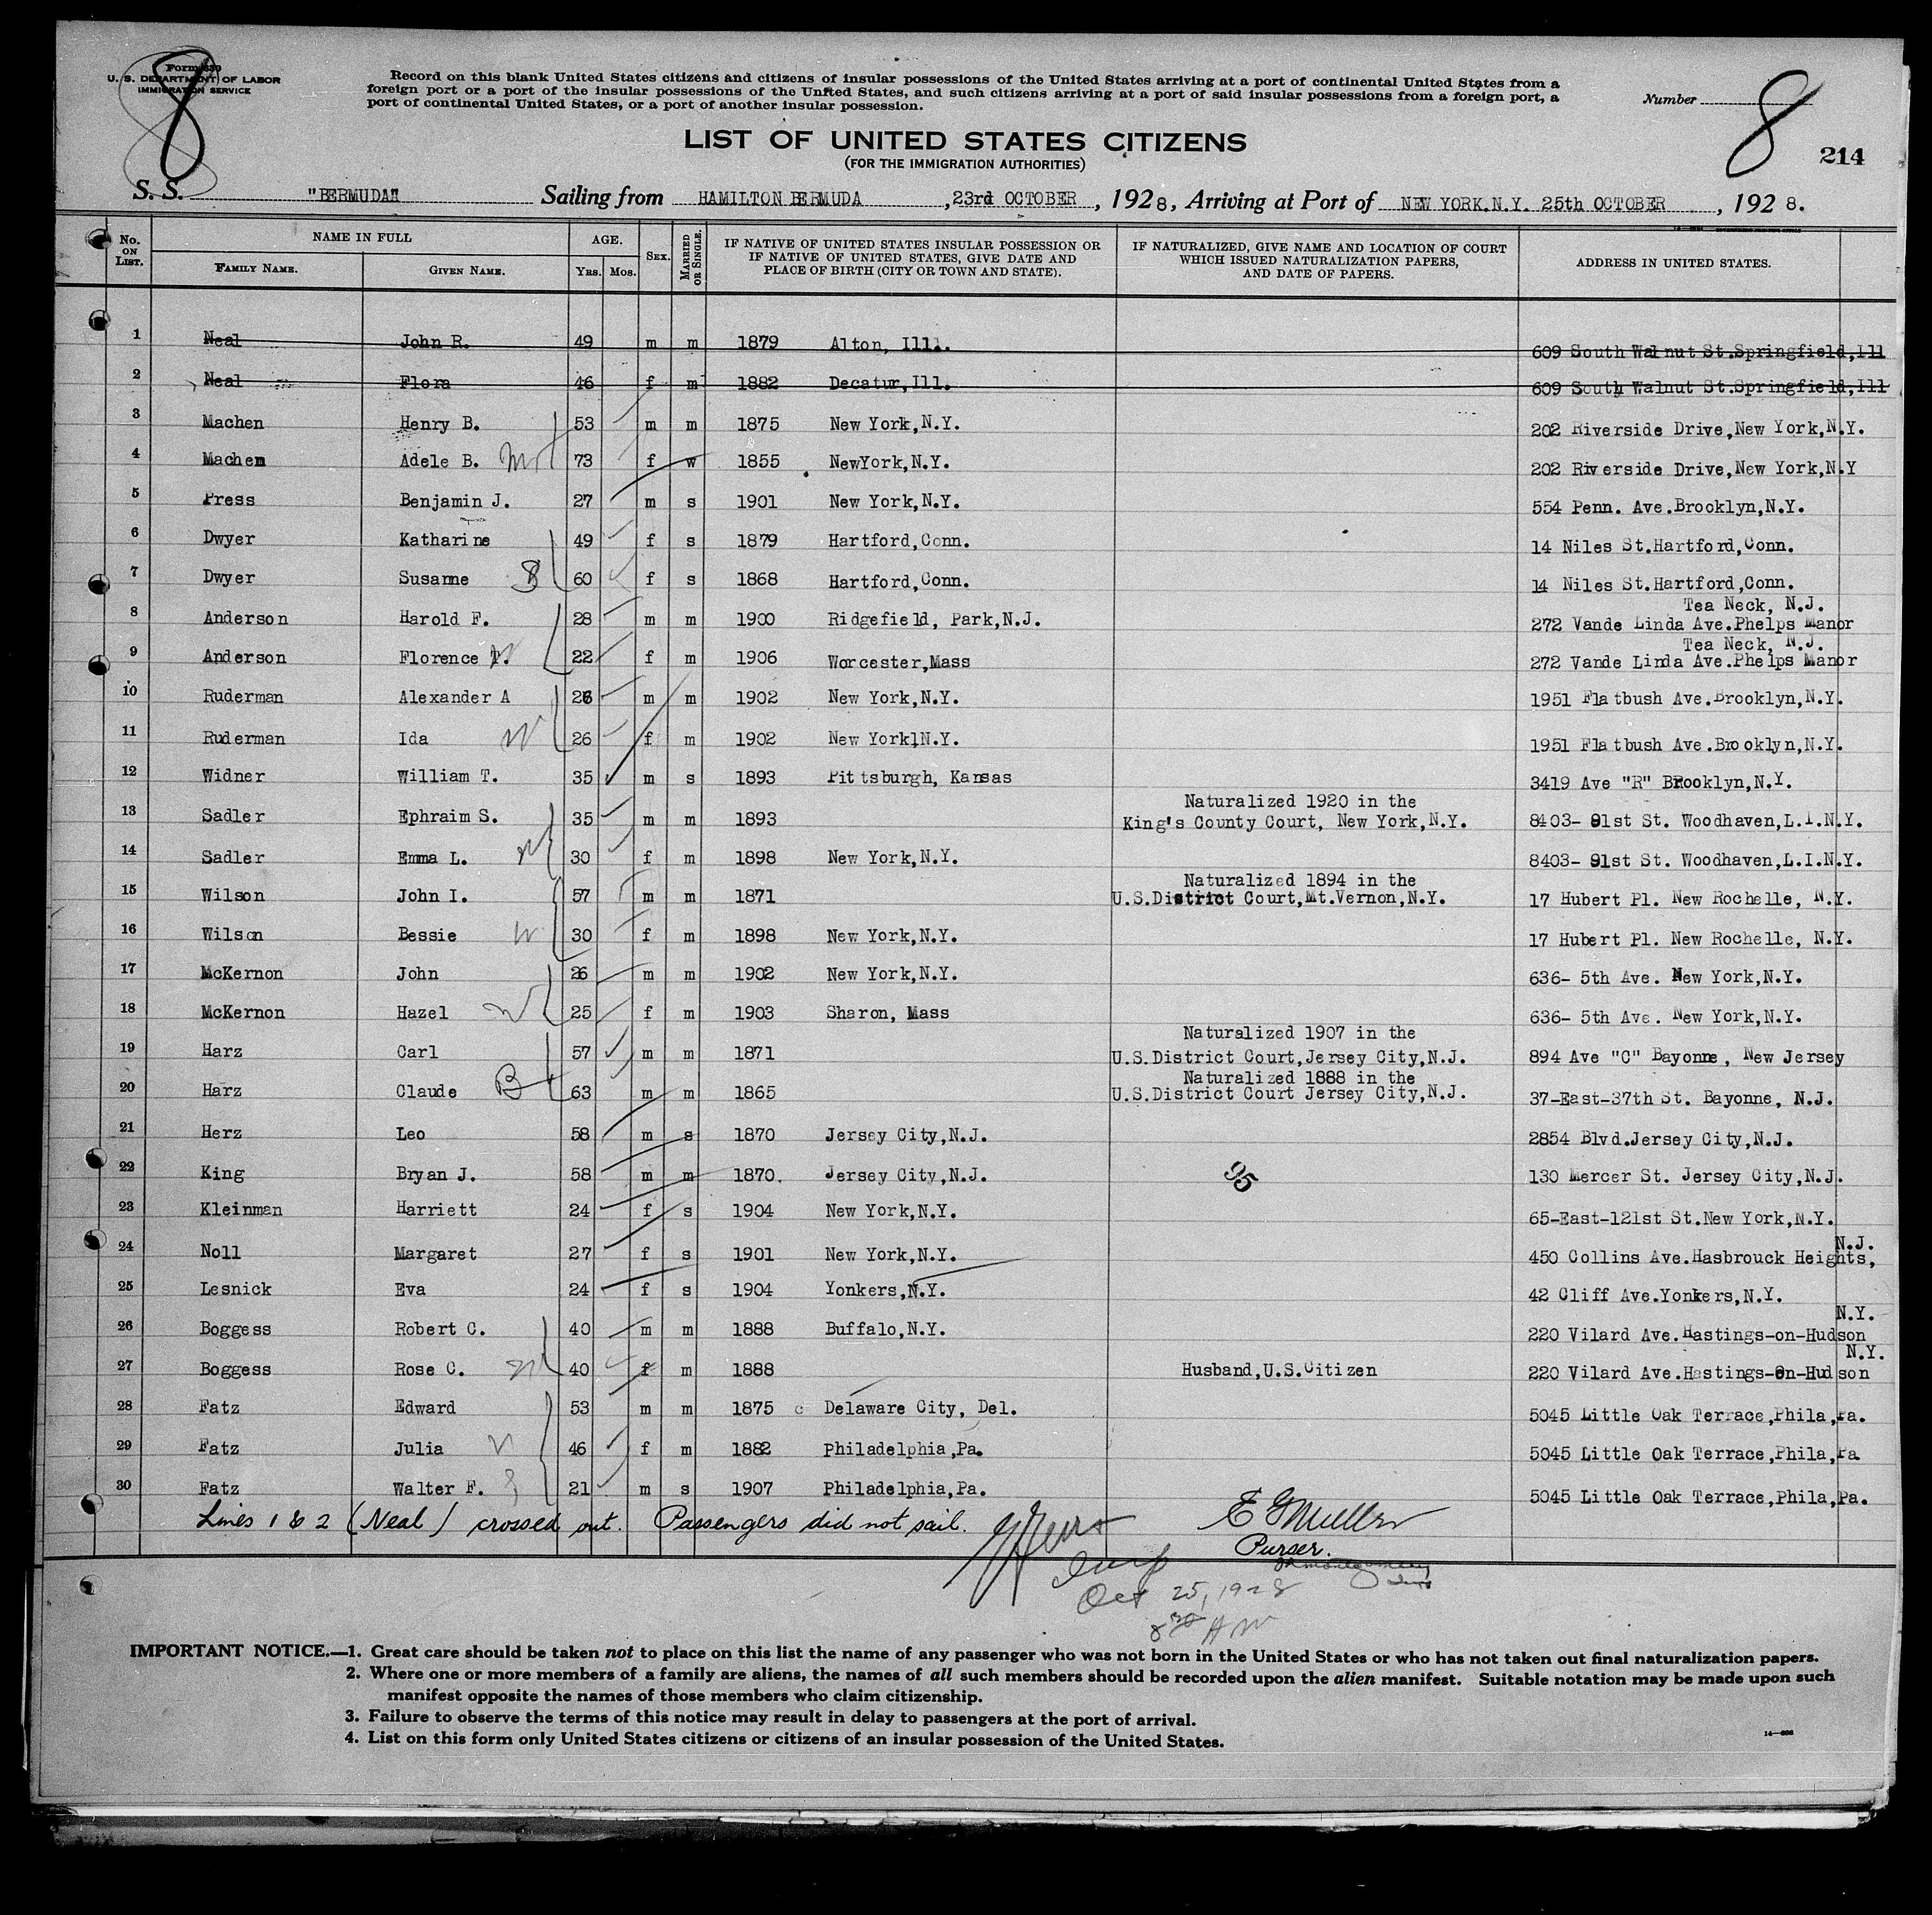 8
Form 630
U. S. DEPARTMENT OF LABOR
IMMIGRATION SERVICE
Record on this blank United States citizens and citizens of insular possessions of the United States arriving at a port of continental United States from a
foreign port or a port of the insular possessions of the United States, and such citizens arriving at a port of said insular possessions from a foreign port, a
port of continental United States, or a port of another insular possession.
Number 8
LIST OF UNITED STATES CITIZENS
(FOR THE IMMIGRATION AUTHORITIES)
214
S. S. "BERMUDA" Sailing from HAMILTON BERMUDA, 23rd OCTOBER, 1928, Arriving at Port of NEW YORK.N.Y. 25th OCTOBER, 1928.
No. ON LIST. NAME IN FULL FAMILY NAME. GIVEN NAME. AGE. YRS. MOS. SEX. MARRIED OR SINGLE. IF NATIVE OF UNITED STATES INSULAR POSSESSION OR IF NATIVE OF UNITED STATES, GIVE DATE AND PLACE OF BIRTH (CITY OR TOWN AND STATE). IF NATURALIZED, GIVE NAME AND LOCATION OF COURT WHICH ISSUED NATURALIZATION PAPERS, AND DATE OF PAPERS. ADDRESS IN UNITED STATES.
1 Neal John R. 49 m m 1879 Alton, Ill. 609 South Walnut St.Springfield,Ill
2 Neal Flora 46 f m 1882 Decatur,Ill. 609 South Walnut St.Springfield,Ill
3 Machen Henry B. 53 m m 1875 New York,N.Y. 202 Riverside Drive,New York,N.Y.
4 Machen Adele B. 73 f w 1855 NewYork,N.Y. 202 Riverside Drive,New York,N.Y
5 Press Benjamin J. 27 m s 1901 New York,N.Y. 554 Penn. Ave.Brooklyn,N.Y.
6 Dwyer Katharine 49 f s 1879 Hartford,Conn. 14 Niles St.Hartford,Conn.
7 Dwyer Susanne 60 f s 1868 Hartford,Conn. 14 Niles St.Hartford,Conn.
8 Anderson Harold F. 28 m m 1900 Ridgefield, Park,N.J. 272 Vande Linda Ave.Phelps Manor Tea Neck, N.J.
9 Anderson Florence T. 22 f m 1906 Worcester,Mass 272 Vande Linda Ave.Phelps Manor Tea Neck, N.J.
10 Ruderman Alexander A 26 m m 1902 New York,N.Y. 1951 Flatbush Ave.Brooklyn,N.Y.
11 Ruderman Ida 26 f m 1902 New York1N.Y. 1951 Flatbush Ave.Brooklyn,N.Y.
12 Widner William T. 35 m s 1893 Pittsburgh, Kansas 3419 Ave "R" Brooklyn,N.Y.
13 Sadler Ephraim S. 35 m m 1893 Naturalized 1920 in the King's County Court, New York,N.Y. 8403- 91st St. Woodhaven,L.I.N.Y.
14 Sadler Emma L. 30 f m 1898 New York,N.Y. 8403- 91st St. Woodhaven,L.I.N.Y.
15 Wilson John I. 57 m m 1871 Naturalized 1894 in the U.S.District Court,Mt.Vernon,N.Y. 17 Hubert Pl. New Rochelle, N.Y.
16 Wilson Bessie 30 f m 1898 New York,N.Y. 17 Hubert Pl. New Rochelle, N.Y.
17 McKernon John 26 m m 1902 New York,N.Y. 636- 5th Ave. New York,N.Y.
18 McKernon Hazel 25 f m 1903 Sharon, Mass 636- 5th Ave. New York,N.Y.
19 Harz Carl 57 m m 1871 Naturalized 1907 in the U.S.District Court,Jersey City,N.J. 894 Ave "C" Bayonne, New Jersey
20 Harz Claude 63 m m 1865 Naturalized 1888 in the U.S.District Court Jersey City,N.J. 37-East-37th St. Bayonne, N.J.
21 Herz Leo 58 m s 1870 Jersey City,N.J. 2854 Blvd.Jersey City,N.J.
22 King Bryan J. 58 m m 1870. Jersey City,N.J. 130 Mercer St. Jersey City,N.J.
95
23 Kleinman Harriett 24 f s 1904 New York,N.Y. 65-East-121st St.New York,N.Y.
24 Noll Margaret 27 f s 1901 New York,N.Y. 450 Collins Ave.Hasbrouck Heights, N.J.
25 Lesnick Eva 24 f s 1904 Yonkers,N.Y. 42 Cliff Ave.Yonkers,N.Y.
26 Boggess Robert C. 40 m m 1888 Buffalo,N.Y. 220 Vilard Ave.Hastings-on-Hudson N.Y.
27 Boggess Rose C. 40 f m 1888 Husband,U.S.Citizen 220 Vilard Ave.Hastings-On-Hudson N.Y.
28 Fatz Edward 53 m m 1875 c Delaware City, Del. 5045 Little Oak Terrace,Phila,Pa.
29 Fatz Julia 46 f m 1882 Philadelphia,Pa. 5045 Little Oak Terrace,Phila,Pa
30 Fatz Walter F. 21 m s 1907 Philadelphia,Pa. 5045 Little Oak Terrace,Phila,Pa.
Lines 1 & 2 (Neal) crossed out. Passengers did not sail.
E G Muller
Purser.
Insp
Oct 25, 1928
8 30 AM
IMPORTANT NOTICE.—1. Great care should be taken not to place on this list the name of any passenger who was not born in the United States or who has not taken out final naturalization papers.
2. Where one or more members of a family are aliens, the names of all such members should be recorded upon the alien manifest. Suitable notation may be made upon such
manifest opposite the names of those members who claim citizenship.
3. Failure to observe the terms of this notice may result in delay to passengers at the port of arrival.
4. List on this form only United States citizens or citizens of an insular possession of the United States.